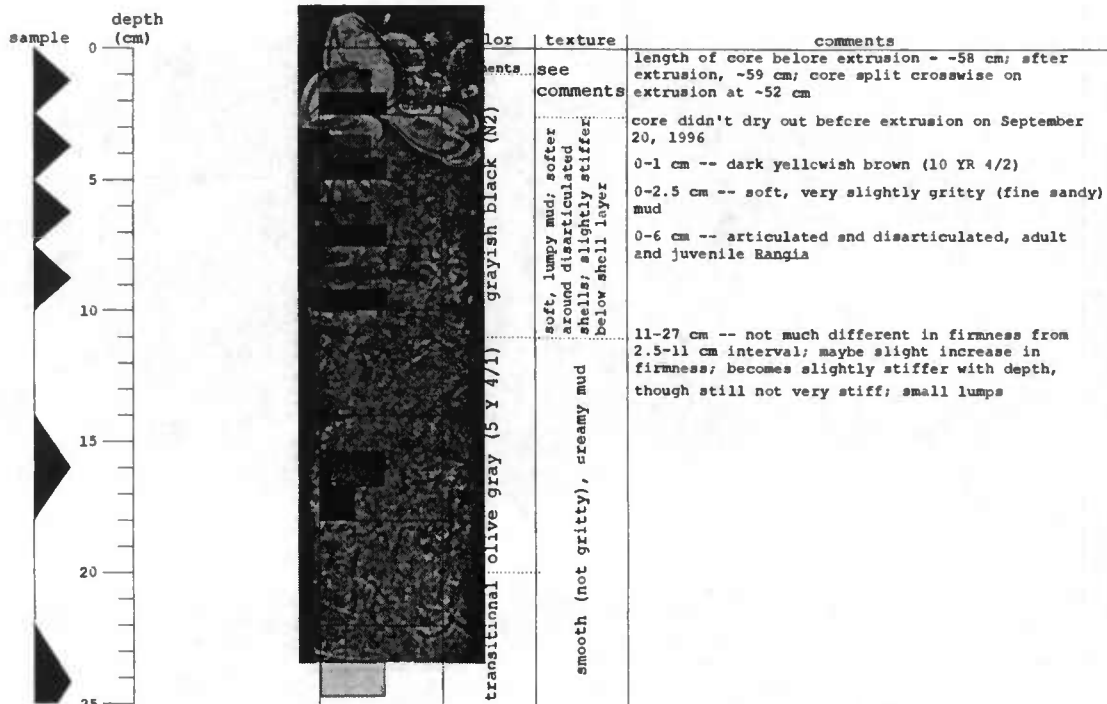 depth
sample (cm) lor texture comments
0
5
10
15
20
25
ments
grayish black (N2)
olive gray (5 Y 4/1)
transitional
see
comments
soft, lumpy mud; softer
around disarticulated
shells; slightly stiffer
below shell layer
smooth (not gritty), creamy mud
length of core before extrusion - -58 cm; after
extrusion, ~59 cm; core split crosswise on
extrusion at ~52 cm
core didn't dry out before extrusion on September
20, 1996
0-1 cm -- dark yellowish brown (10 YR 4/2)
0-2.5 cm -- soft, very slightly gritty (fine sandy)
mud
0-6 cm -- articulated and disarticulated, adult
and juvenile Rangia
11-27 cm -- not much different in firmness from
2.5-11 cm interval; maybe slight increase in
firmness; becomes slightly stiffer with depth,
though still not very stiff; small lumps